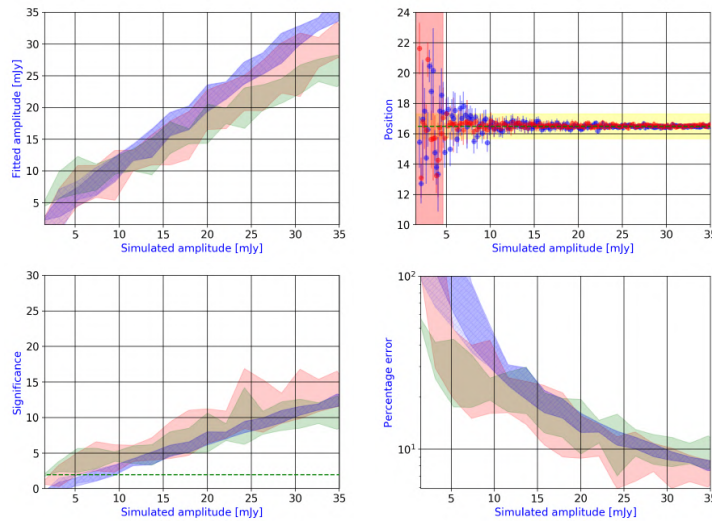 35
30
25
20
15
10
5
Fitted amplitude [mJy]
5 10 15 20 25 30 35
Simulated amplitude [mJy]
24
22
20
18
16
14
12
10
Position
5 10 15 20 25 30 35
Simulated amplitude [mJy]
30
25
20
15
10
5
0
Significance
5 10 15 20 25 30 35
Simulated amplitude [mJy]
10²
10¹
Percentage error
5 10 15 20 25 30 35
Simulated amplitude [mJy]